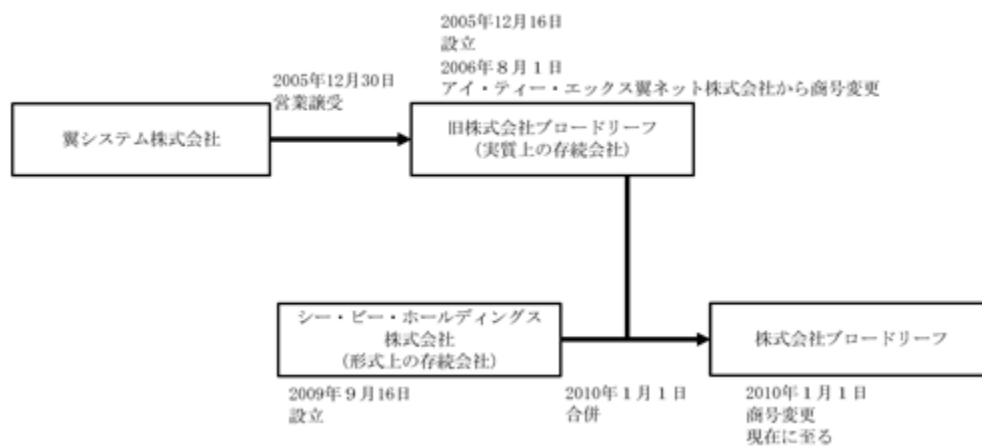 2005年12月16日
設立
2006年８月１日
アイ・ティー・エックス翼ネット株式会社から商号変更
2005年12月30日
営業譲受
翼システム株式会社
旧株式会社ブロードリーフ
（実質上の存続会社）
シー・ビー・ホールディングス
株式会社
（形式上の存続会社）
株式会社ブロードリーフ
2009年９月16日
設立
2010年１月１日
合併
2010年１月１日
商号変更
現在に至る